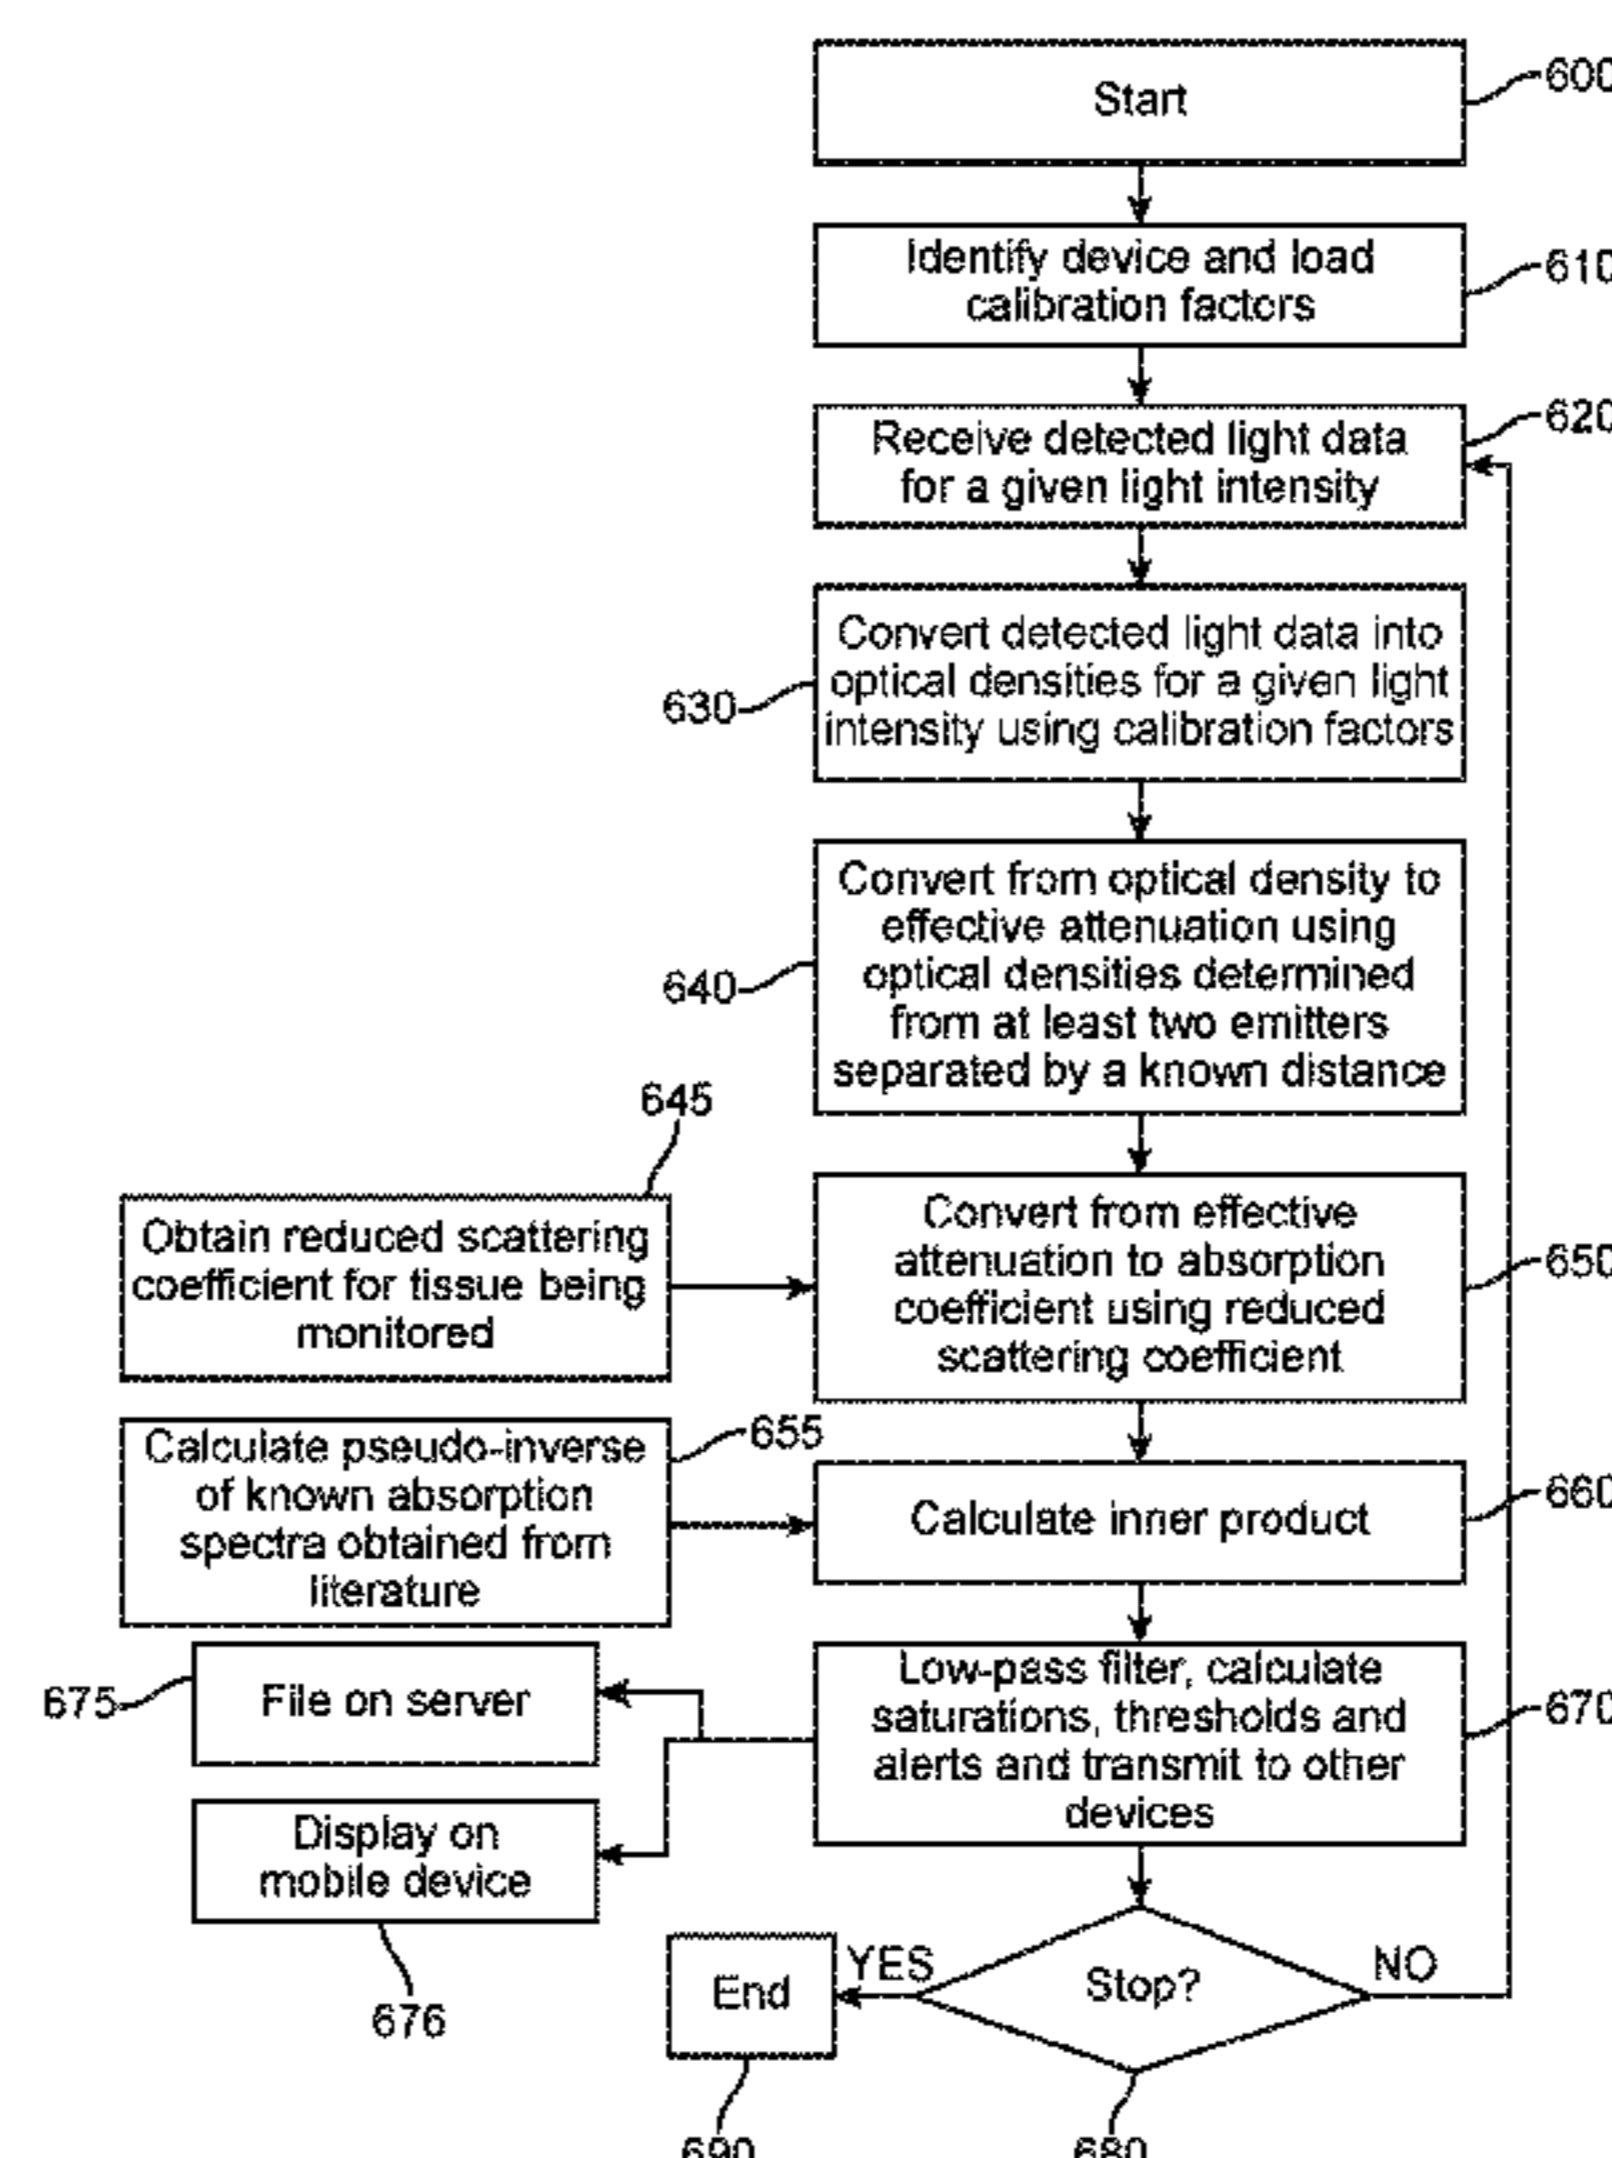 Start
600
Identify device and load
calibration factors
610
Receive detected light data
for a given light intensity
620
Convert detected light data into
optical densities for a given light
intensity using calibration factors
630
Convert from optical density to
effective attenuation using
optical densities determined
from at least two emitters
separated by a known distance
640
645
Obtain reduced scattering
coefficient for tissue being
monitored
Convert from effective
attenuation to absorption
coefficient using reduced
scattering coefficient
650
Calculate pseudo-inverse
of known absorption
spectra obtained from
literature
655
Calculate inner product
660
675
File on server
Low-pass filter, calculate
saturations, thresholds and
alerts and transmit to other
devices
670
Display on
mobile device
676
End
YES
Stop?
NO
690
680